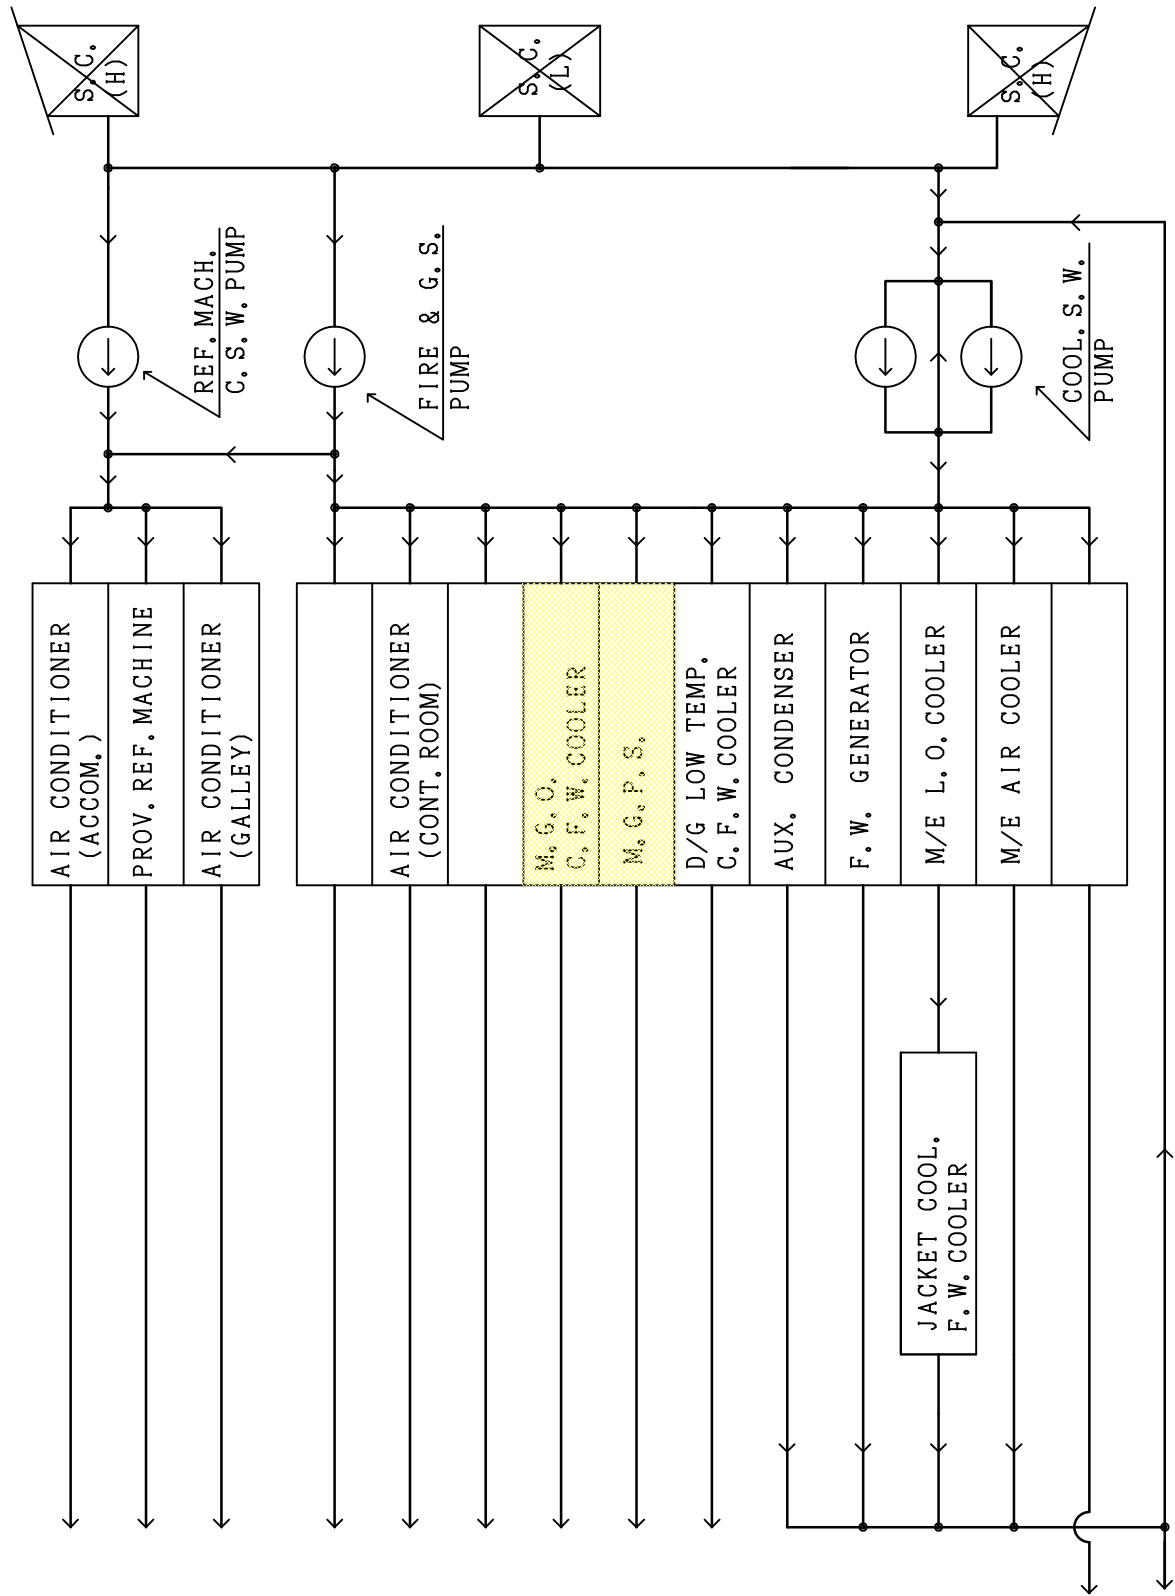 S.C.
(H)
S.C.
(L)
S.C.
(H)
REF.MACH.
C.S.W.PUMP
FIRE & G.S.
PUMP
COOL.S.W.
PUMP
AIR CONDITIONER
(ACCOM.)
PROV.REF.MACHINE
AIR CONDITIONER
(GALLEY)
AIR CONDITIONER
(CONT.ROOM)
M.G.O.
C.F.W.COOLER
M.G.P.S.
D/G LOW TEMP.
C.F.W.COOLER
AUX. CONDENSER
F.W. GENERATOR
M/E L.O.COOLER
M/E AIR COOLER
JACKET COOL.
F.W.COOLER